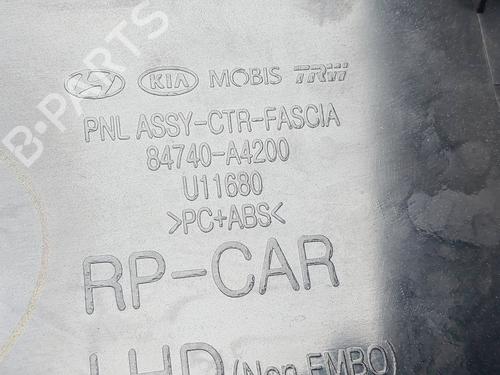 KIA MOBIS TRW
PNL ASSY-CTR-FASCIA
84740-A4200
U11680
>PC+ABS<
RP-CAR
LHD (Non EMBO)
B-PARTS